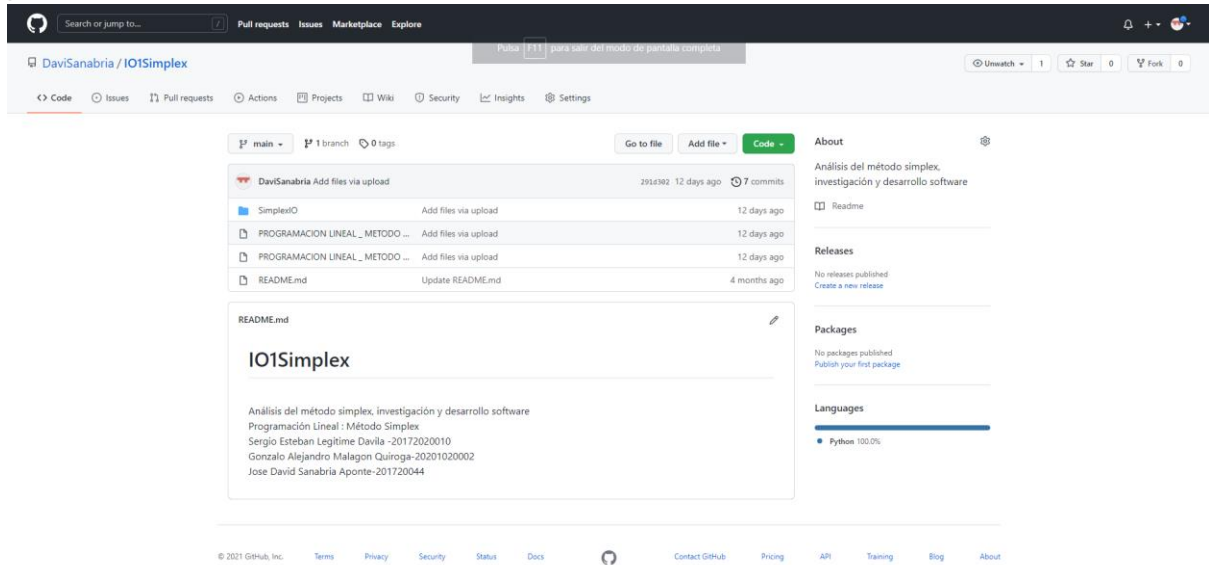 Search or jump to... / Pull requests Issues Marketplace Explore
Pulsa F11 para salir del modo de pantalla completa
DaviSanabria / IO1Simplex
Unwatch 1 Star 0 Fork 0
Code Issues Pull requests Actions Projects Wiki Security Insights Settings
main 1 branch 0 tags Go to file Add file Code
DaviSanabria Add files via upload 291d302 12 days ago 7 commits
SimplexIO Add files via upload 12 days ago
PROGRAMACION LINEAL _ METODO ... Add files via upload 12 days ago
PROGRAMACION LINEAL _ METODO ... Add files via upload 12 days ago
README.md Update README.md 4 months ago
README.md
IO1Simplex
Análisis del método simplex, investigación y desarrollo software
Programación Lineal : Método Simplex
Sergio Esteban Legitime Davila -20172020010
Gonzalo Alejandro Malagon Quiroga-20201020002
Jose David Sanabria Aponte-201720044
About
Análisis del método simplex,
investigación y desarrollo software
Readme
Releases
No releases published
Create a new release
Packages
No packages published
Publish your first package
Languages
Python 100.0%
© 2021 GitHub, Inc. Terms Privacy Security Status Docs Contact GitHub Pricing API Training Blog About